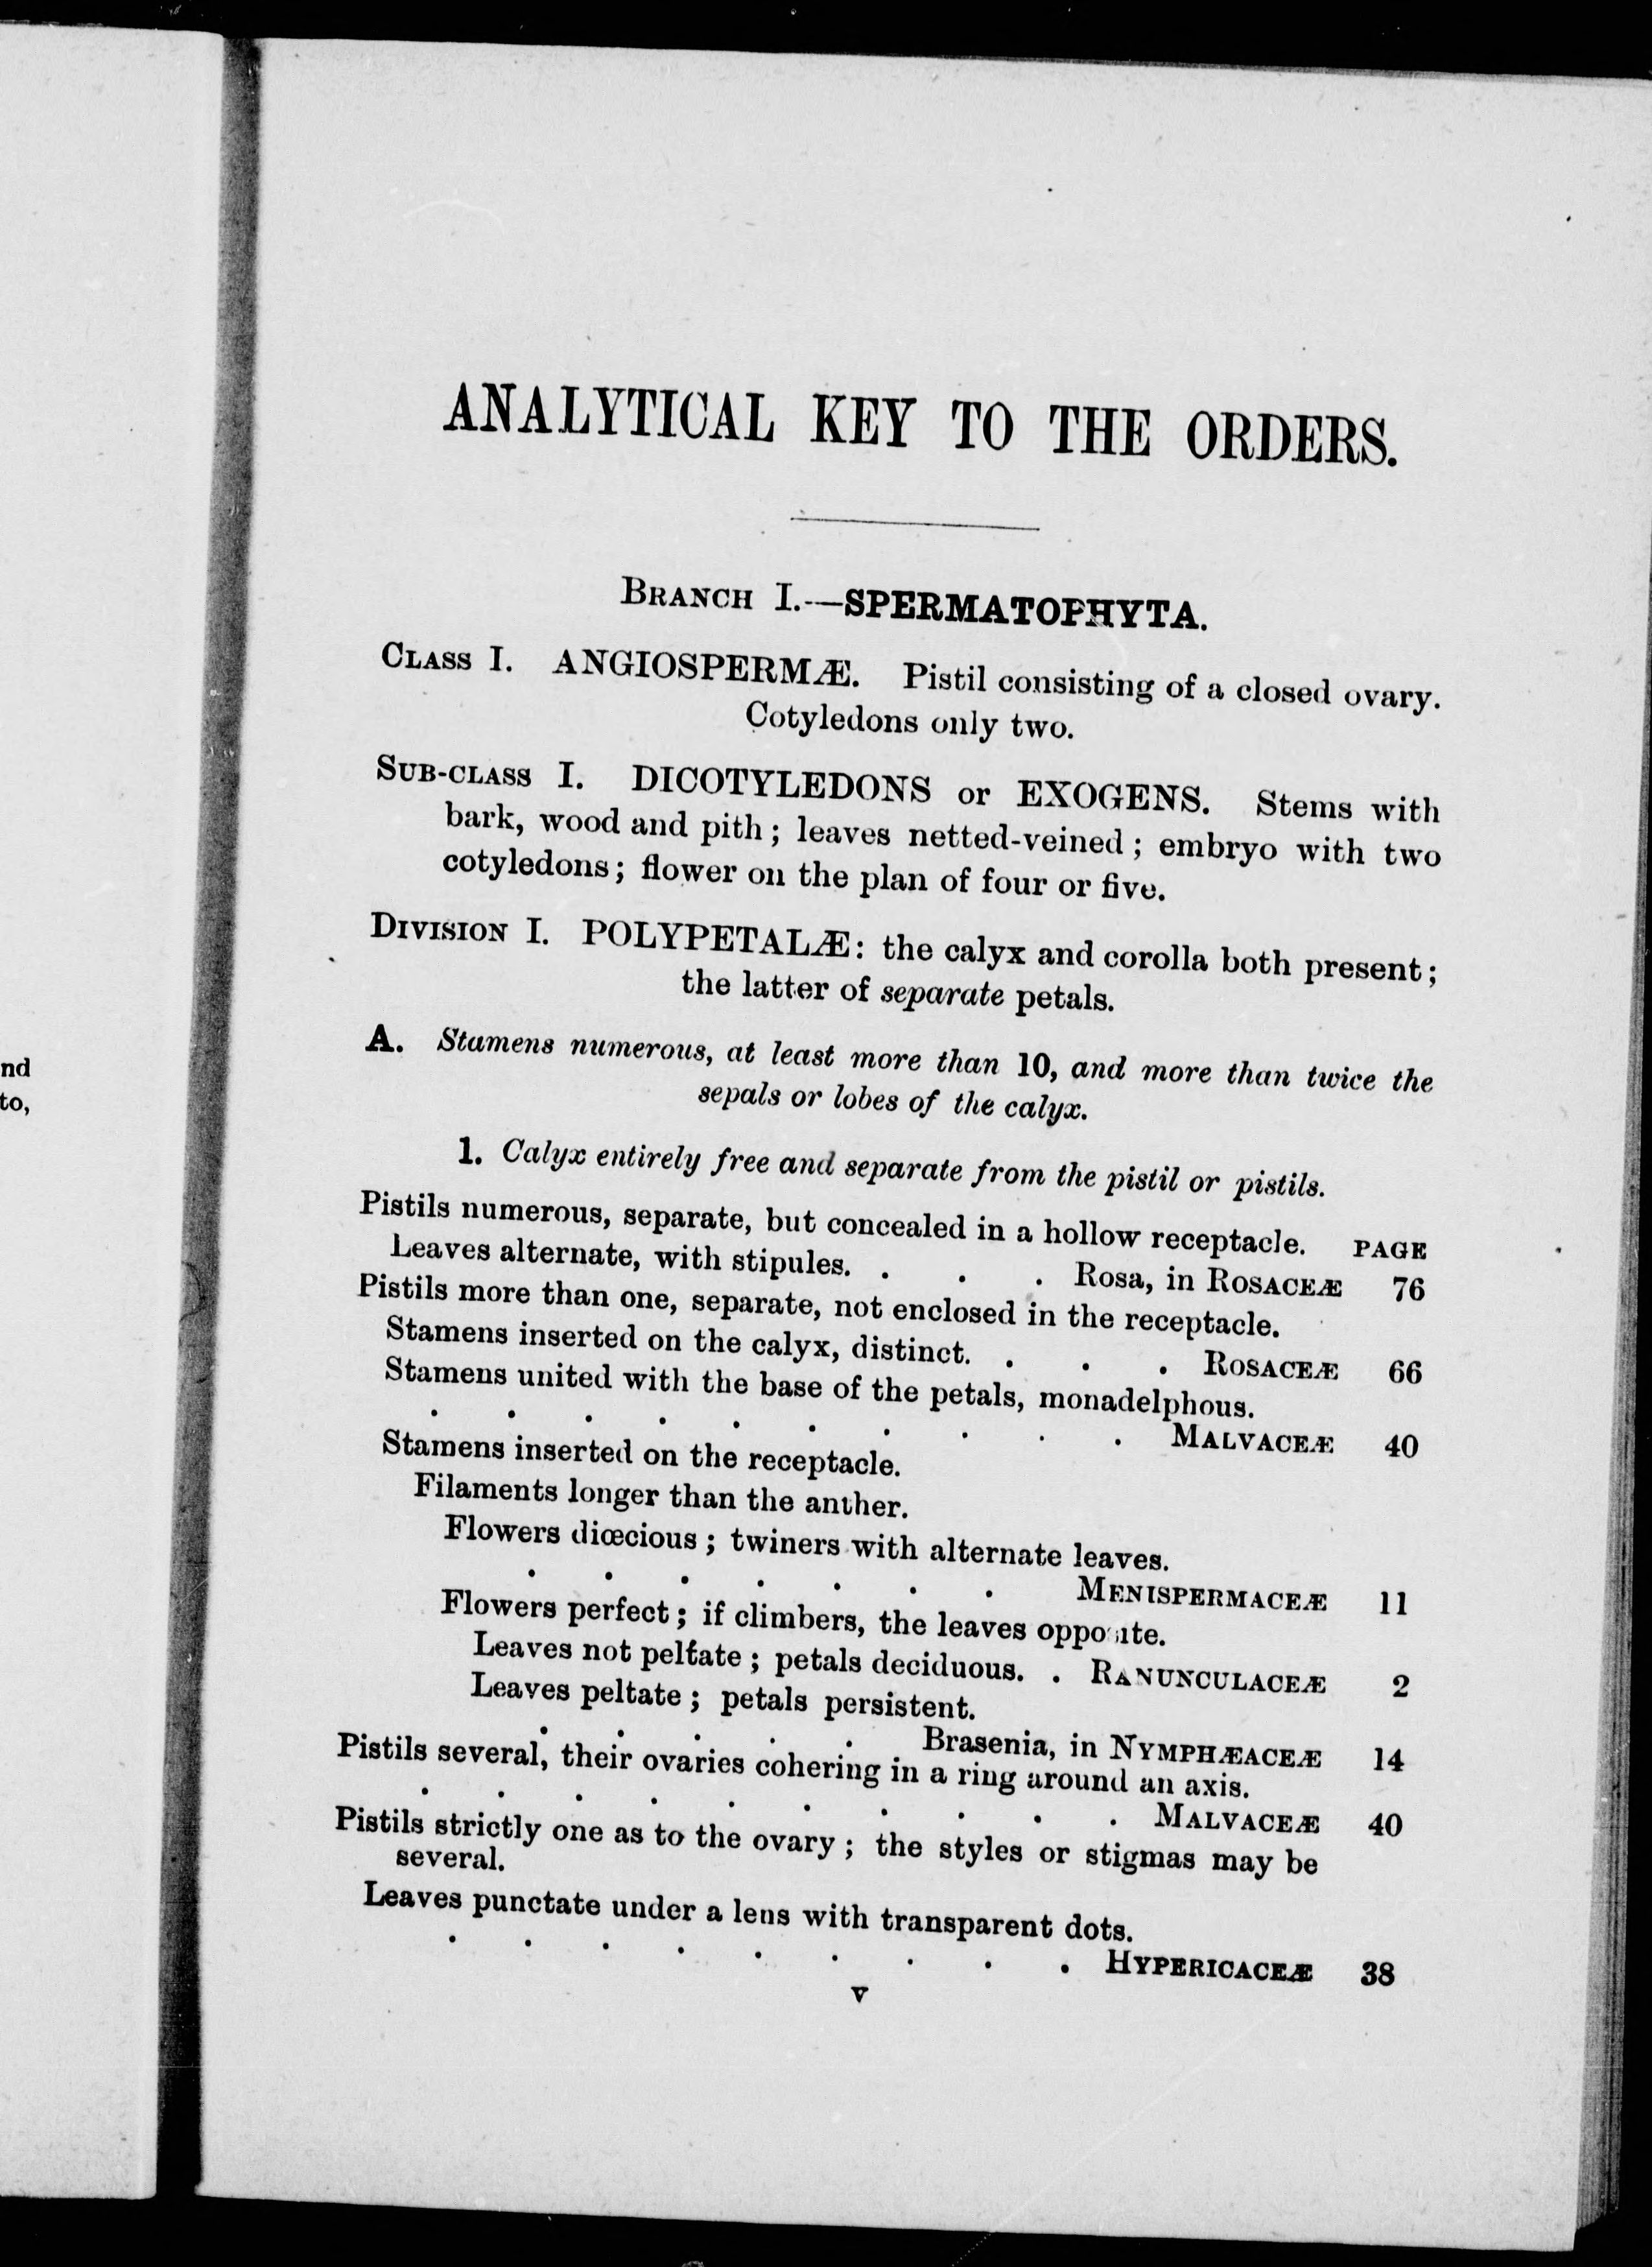 nd
to,
ANALYTICAL KEY TO THE ORDERS.
BRANCH I.—SPERMATOPHYTA.
CLASS I. ANGIOSPERMÆ. Pistil consisting of a closed ovary.
Cotyledons only two.
SUB-CLASS I. DICOTYLEDONS or EXOGENS. Stems with
bark, wood and pith; leaves netted-veined; embryo with two
cotyledons; flower on the plan of four or five.
DIVISION I. POLYPETALÆ: the calyx and corolla both present;
the latter of separate petals.
A. Stamens numerous, at least more than 10, and more than twice the
sepals or lobes of the calyx.
1. Calyx entirely free and separate from the pistil or pistils.
Pistils numerous, separate, but concealed in a hollow receptacle. PAGE
Leaves alternate, with stipules. . . . Rosa, in ROSACEÆ 76
Pistils more than one, separate, not enclosed in the receptacle.
Stamens inserted on the calyx, distinct. . . . ROSACEÆ 66
Stamens united with the base of the petals, monadelphous.
. . . . . . . . . . MALVACEÆ 40
Stamens inserted on the receptacle.
Filaments longer than the anther.
Flowers diœcious; twiners with alternate leaves.
. . . . . . . MENISPERMACEÆ 11
Flowers perfect; if climbers, the leaves opposite.
Leaves not peltate; petals deciduous. . RANUNCULACEÆ 2
Leaves peltate; petals persistent.
. . . . . Brasenia, in NYMPHÆACEÆ 14
Pistils several, their ovaries cohering in a ring around an axis.
. . . . . . . . . . MALVACEÆ 40
Pistils strictly one as to the ovary; the styles or stigmas may be
several.
Leaves punctate under a lens with transparent dots.
. . . . . . . . . HYPERICACEÆ 38
V